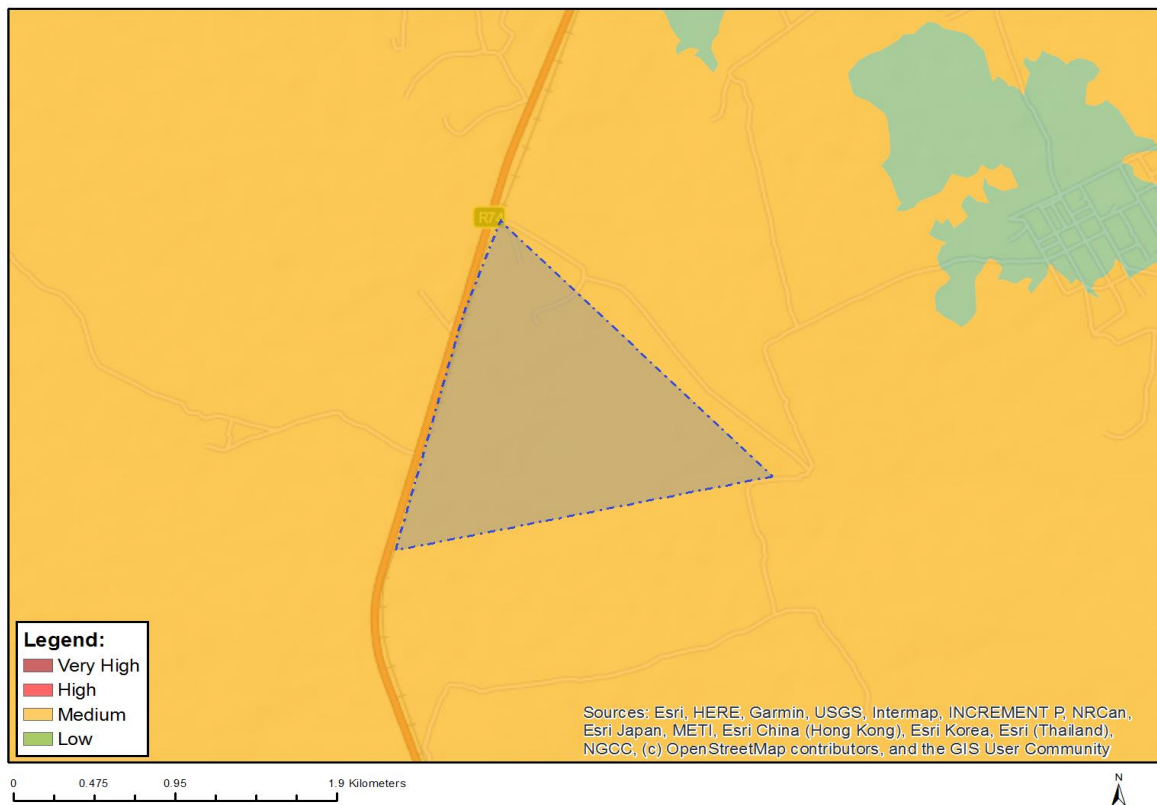 R74
Legend:
Very High
High
Medium
Low
Sources: Esri, HERE, Garmin, USGS, Intermap, INCREMENT P, NRCan,
Esri Japan, METI, Esri China (Hong Kong), Esri Korea, Esri (Thailand),
NGCC, (c) OpenStreetMap contributors, and the GIS User Community
0 0.475 0.95 1.9 Kilometers
N